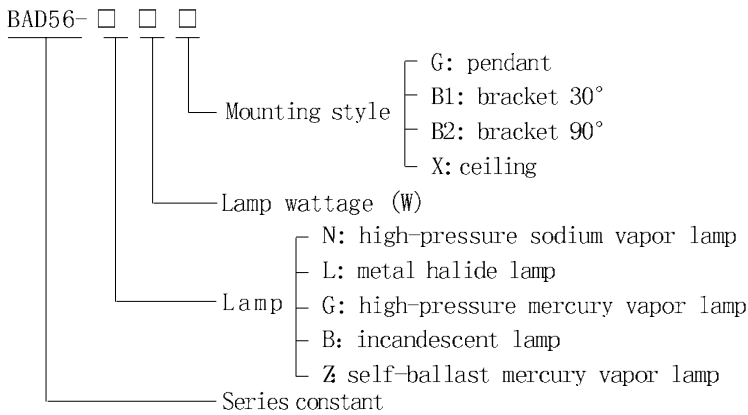 BAD56-□ □ □
G: pendant
B1: bracket 30°
Mounting style
B2: bracket 90°
X: ceiling
Lamp wattage (W)
N: high-pressure sodium vapor lamp
L: metal halide lamp
Lamp
G: high-pressure mercury vapor lamp
B: incandescent lamp
Z: self-ballast mercury vapor lamp
Series constant